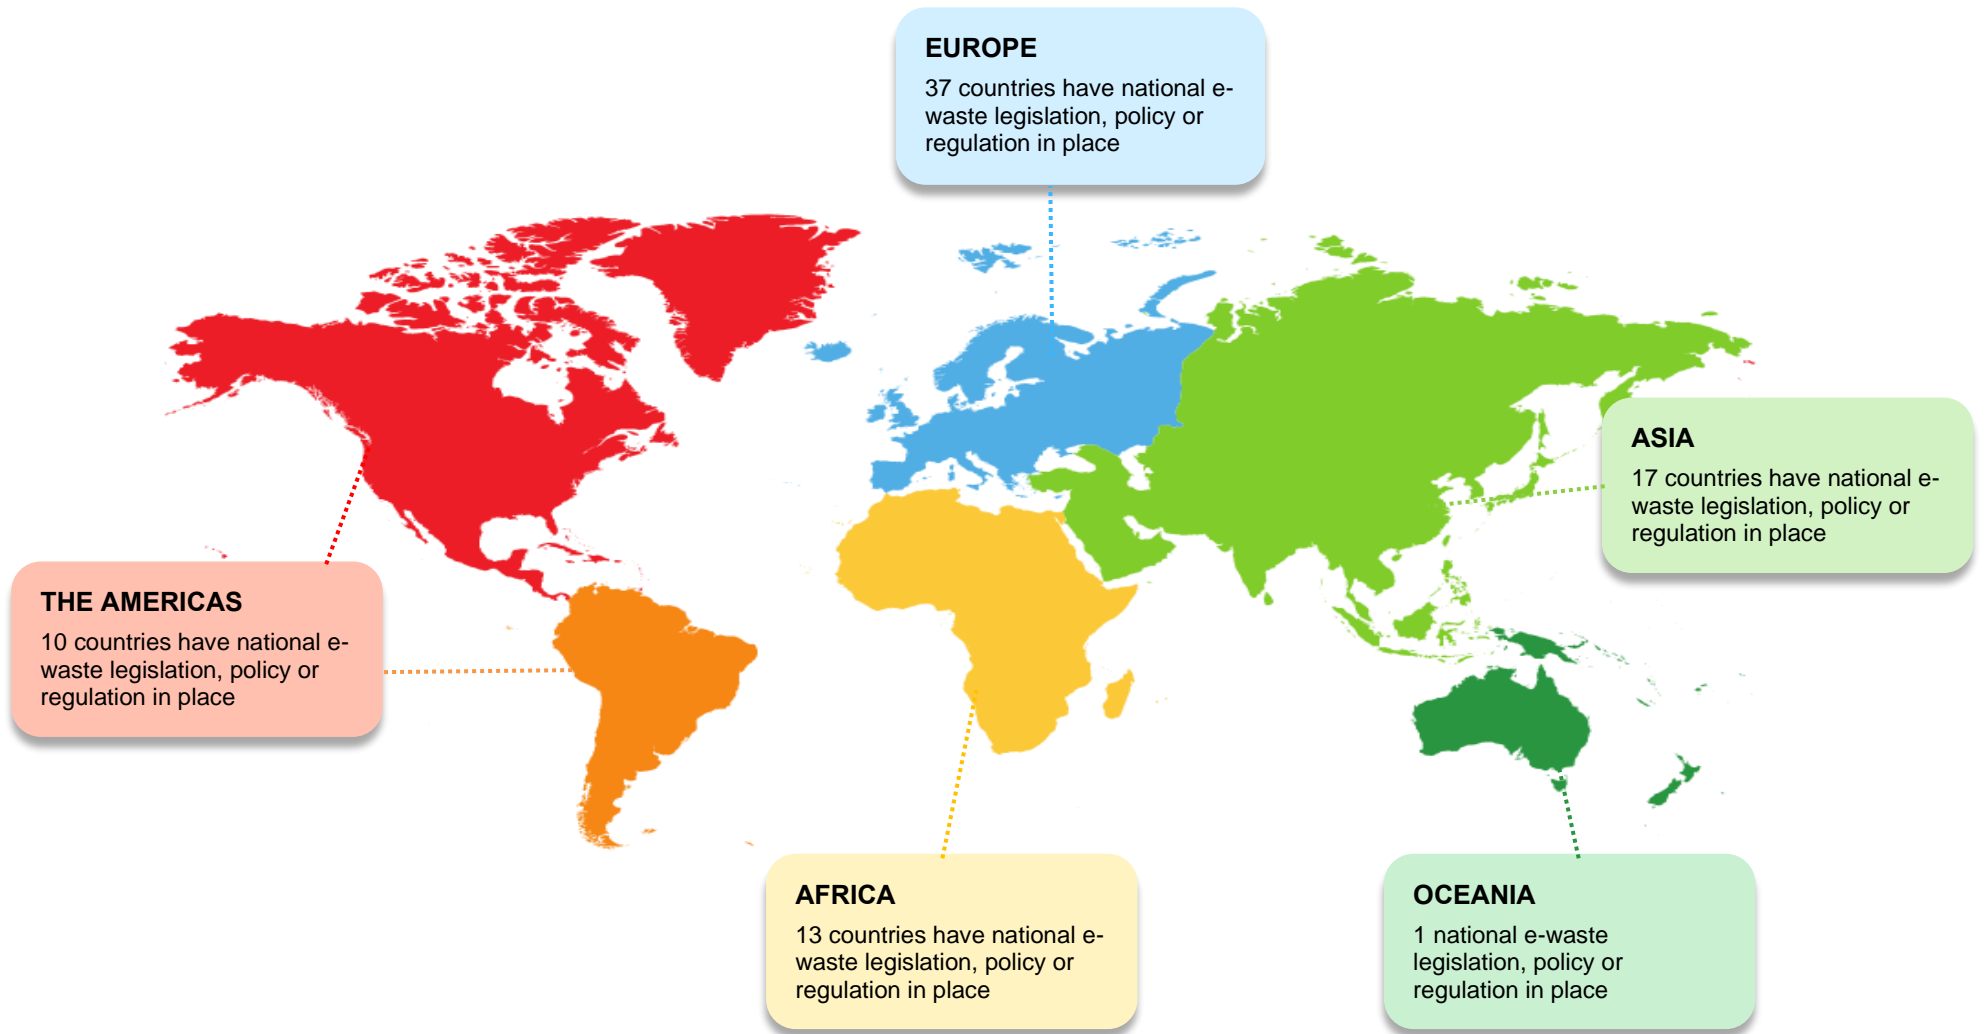 EUROPE
37 countries have national e-
waste legislation, policy or
regulation in place
ASIA
17 countries have national e-
waste legislation, policy or
regulation in place
THE AMERICAS
10 countries have national e-
waste legislation, policy or
regulation in place
AFRICA
13 countries have national e-
waste legislation, policy or
regulation in place
OCEANIA
1 national e-waste
legislation, policy or
regulation in place